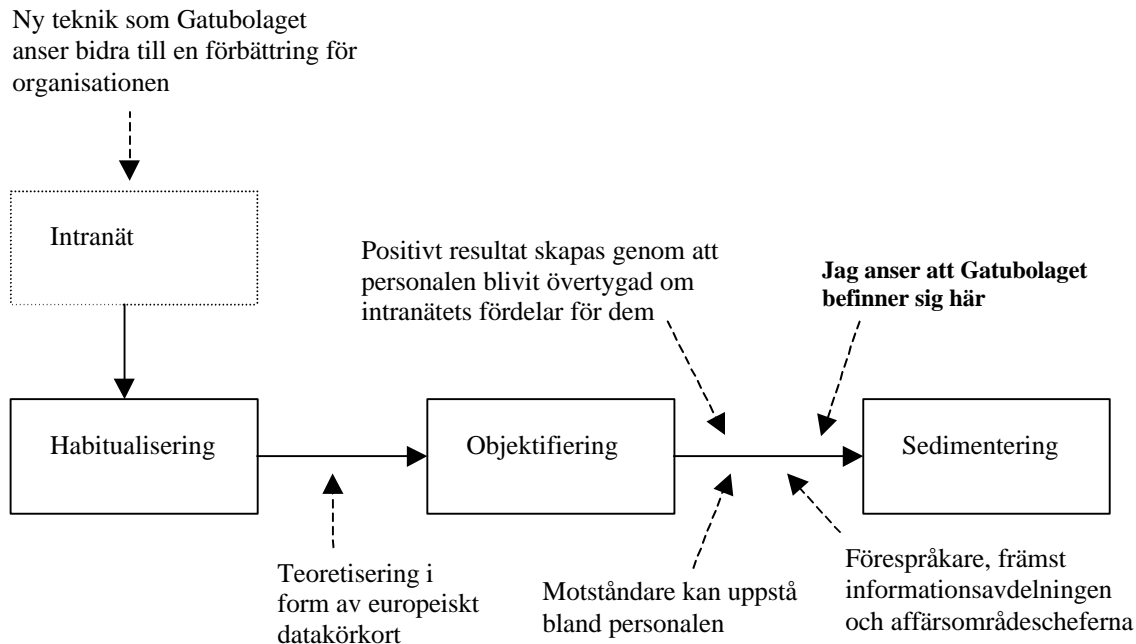 Ny teknik som Gatubolaget
anser bidra till en förbättring för
organisationen
Intranät
Positivt resultat skapas genom att
personalen blivit övertygad om
intranätets fördelar för dem
Jag anser att Gatubolaget
befinner sig här
Habitualisering
Objektifiering
Sedimentering
Teoretisering i
form av europeiskt
datakörkort
Motståndare kan uppstå
bland personalen
Förespråkare, främst
informationsavdelningen
och affärsområdescheferna